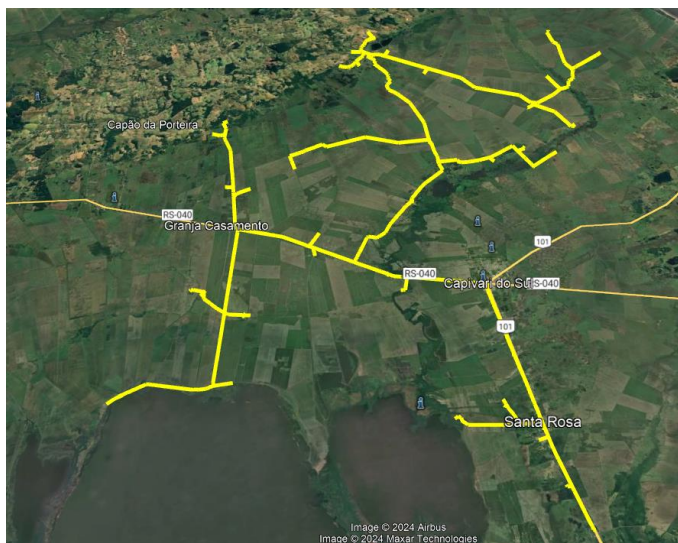 Capão da Porteira
RS-040
Granja Casamento
101
RS-040
Capivari do Sul
RS-040
101
Santa Rosa
Image © 2024 Airbus
Image © 2024 Maxar Technologies